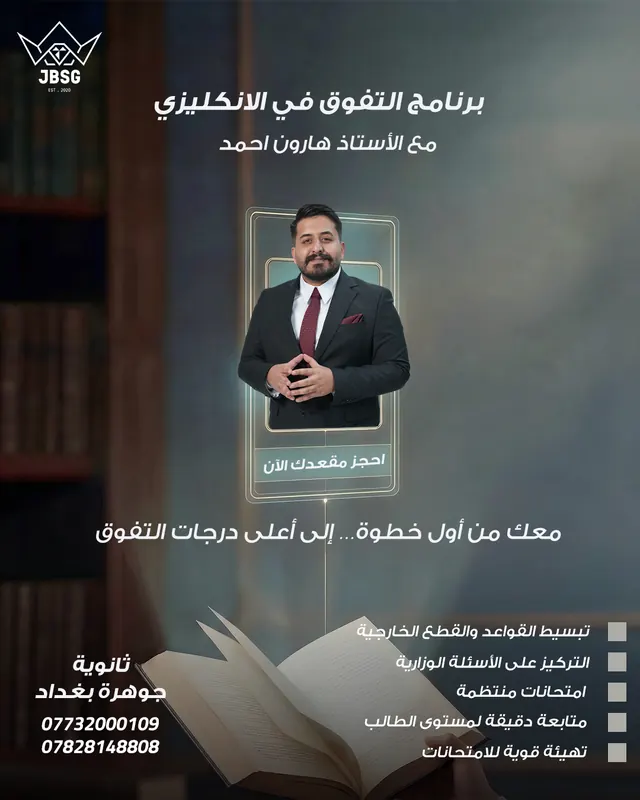 JBSG
EST . 2020
برنامج التفوق في الانكليزي
مع الأستاذ هارون احمد
احجز مقعدك الآن
معك من أول خطوة... إلى أعلى درجات التفوق
تبسيط القواعد والقطع الخارجية
التركيز على الأسئلة الوزارية
امتحانات منتظمة
متابعة دقيقة لمستوى الطالب
تهيئة قوية للامتحانات
ثانوية
جوهرة بغداد
07732000109
07828148808